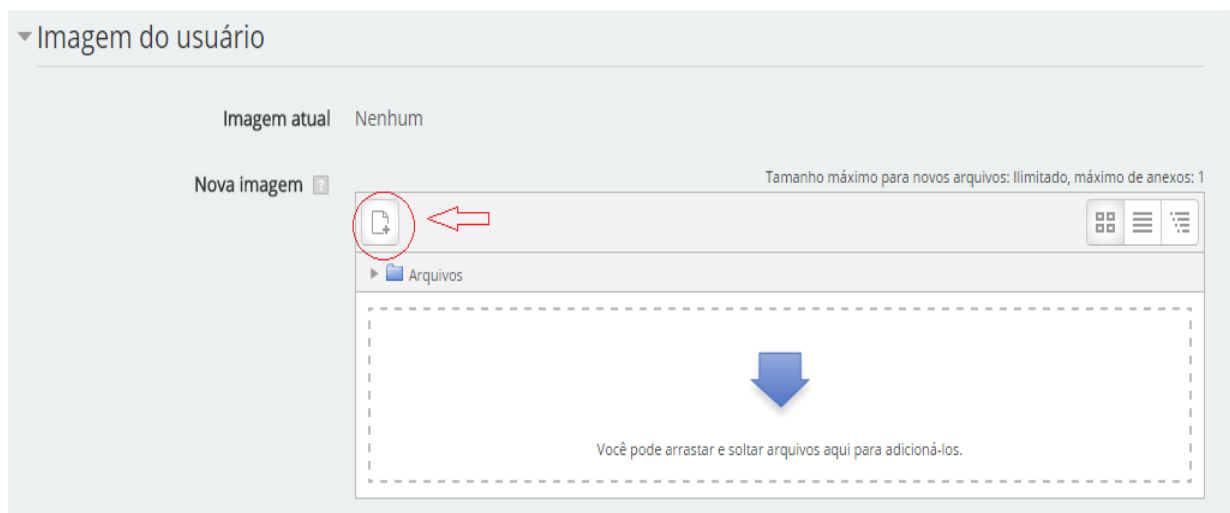 Imagem do usuário
Imagem atual Nenhum
Nova imagem ?
Tamanho máximo para novos arquivos: Ilimitado, máximo de anexos: 1
Arquivos
Você pode arrastar e soltar arquivos aqui para adicioná-los.